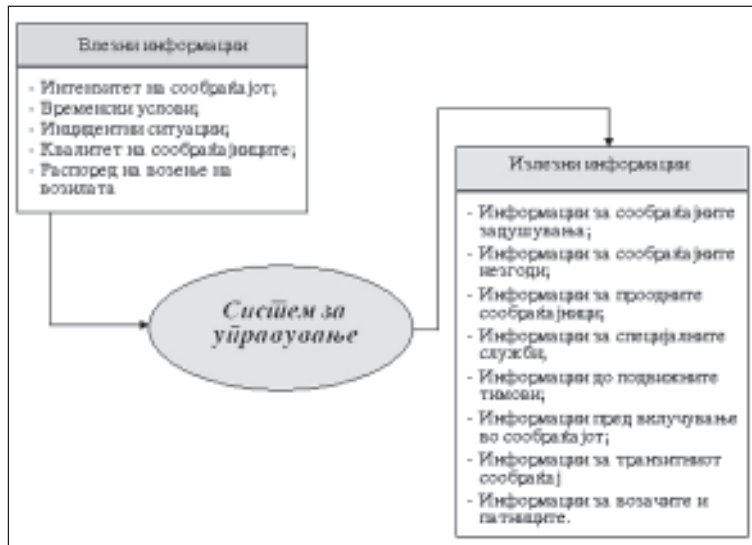 Влезни информации
- Интензитет на сообраќајот;
- Временски услови;
- Инцидентни ситуации;
- Квалитет на сообраќајниците;
- Распоред на возење на
возилата
Систем за
управување
Излезни информации
- Информации за сообраќајните
задушувања;
- Информации за сообраќајните
незгоди;
- Информации за проодните
сообраќајници;
- Информации за специјалните
служби,
- Информации до подвижните
тимови;
- Информации пред вклучување
во сообраќајот;
- Информации за транзитниот
сообраќај
- Информации за возачите и
патниците.